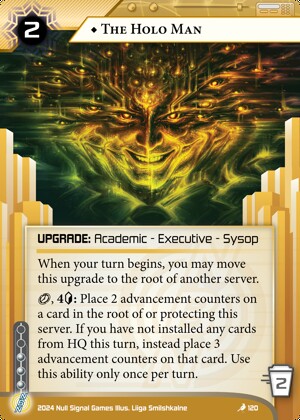 2
◆ The Holo Man
UPGRADE: Academic - Executive - Sysop
When your turn begins, you may move
this upgrade to the root of another server.
, 4: Place 2 advancement counters on
a card in the root of or protecting this
server. If you have not installed any cards
from HQ this turn, instead place 3
advancement counters on that card. Use
this ability only once per turn.
2
2024 Null Signal Games Illus. Liiga Smilshkalne
120